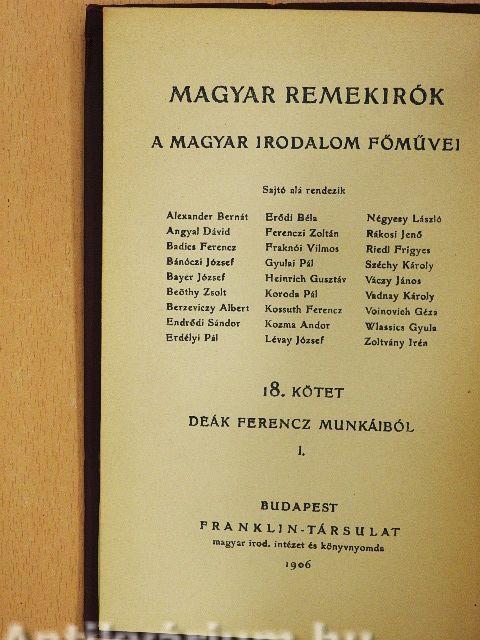 MAGYAR REMEKIRÓK
A MAGYAR IRODALOM FŐMŰVEI
Sajtó alá rendezik
Alexander Bernát
Angyal Dávid
Badics Ferencz
Bánóczi József
Bayer József
Beöthy Zsolt
Berzeviczy Albert
Endrődi Sándor
Erdélyi Pál
Erődi Béla
Ferenczi Zoltán
Fraknói Vilmos
Gyulai Pál
Heinrich Gusztáv
Koroda Pál
Kossuth Ferencz
Kozma Andor
Lévay József
Négyesy László
Rákosi Jenő
Riedl Frigyes
Széchy Károly
Váczy János
Vadnay Károly
Voinovich Géza
Wlassics Gyula
Zoltvány Irén
18. KÖTET
DEÁK FERENCZ MUNKÁIBÓL
I.
BUDAPEST
FRANKLIN-TÁRSULAT
magyar irod. intézet és könyvnyomda
1906
Antikvárium.hu